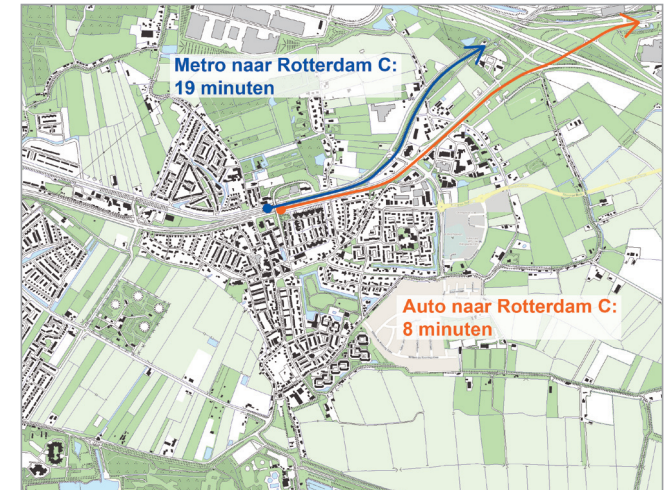 Metro naar Rotterdam C:
19 minuten
Auto naar Rotterdam C:
8 minuten